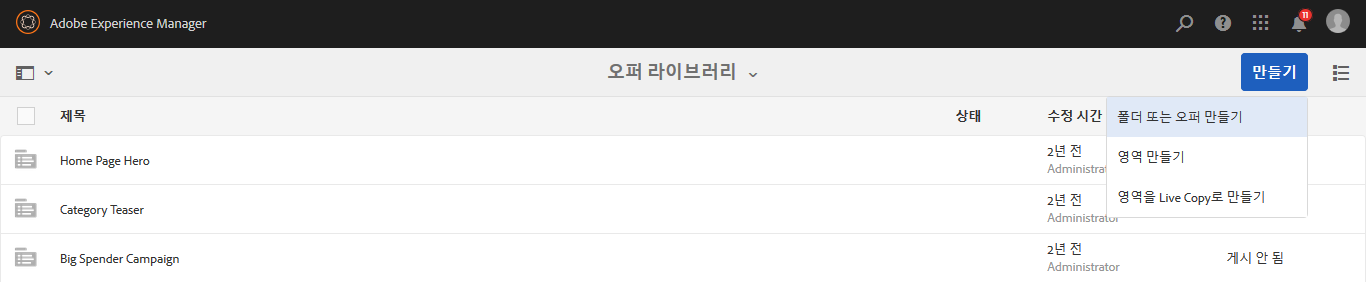 Adobe Experience Manager
11
오퍼 라이브러리
만들기
제목
상태
수정 시간
폴더 또는 오퍼 만들기
영역 만들기
영역을 Live Copy로 만들기
Home Page Hero
2년 전
Category Teaser
2년 전
Administrator
Big Spender Campaign
2년 전
Administrator
게시 안 됨